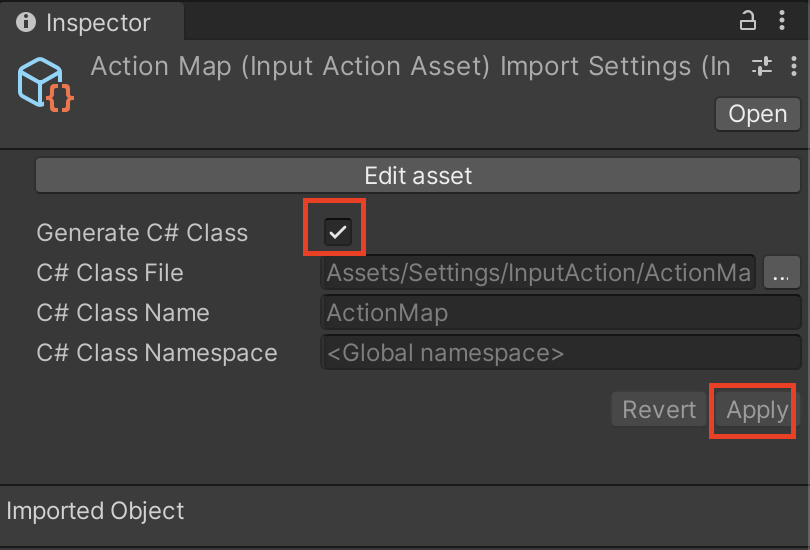 Inspector
Action Map (Input Action Asset) Import Settings (In
Open
Edit asset
Generate C# Class
C# Class File Assets/Settings/InputAction/ActionMa ...
C# Class Name ActionMap
C# Class Namespace <Global namespace>
Revert Apply
Imported Object